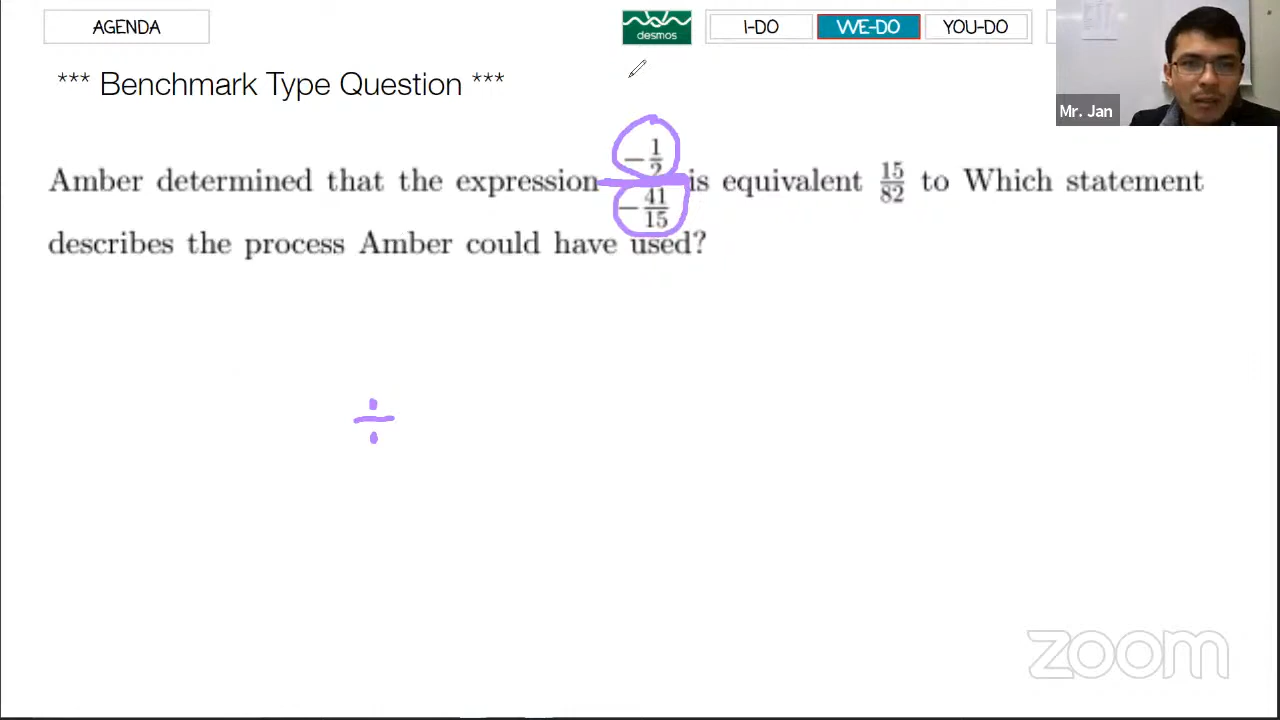 AGENDA
desmos
I-DO
WE-DO
YOU-DO
Mr. Jan
*** Benchmark Type Question ***
Amber determined that the expression (-1/2)/(-41/15) is equivalent 15/82 to Which statement
describes the process Amber could have used?
÷
zoom